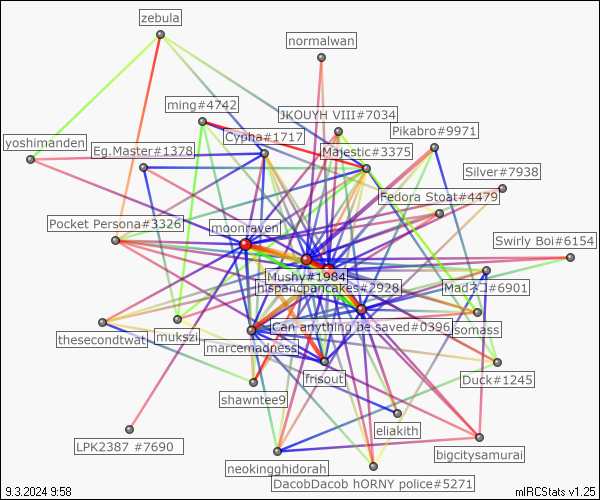 zebula
normalwan
ming#4742
JKOUYH VIII#7034
Cypha#1717
Pikabro#9971
yoshimanden
Eg.Master#1378
Majestic#3375
Silver#7938
Fedora Stoat#4479
Pocket Persona#3326
moonraven
Swirly Boi#6154
Mushy#1984
hispanicpancakes#2928
Madネコ#6901
Can anything be saved#0396
somass
thesecondtwat
mukszi
marcemadness
frisout
Duck#1245
shawntee9
eliakith
LPK2387 #7690
bigcitysamurai
neokingghidorah
DacobDacob hORNY police#5271
9.3.2024 9:58
mIRCStats v1.25